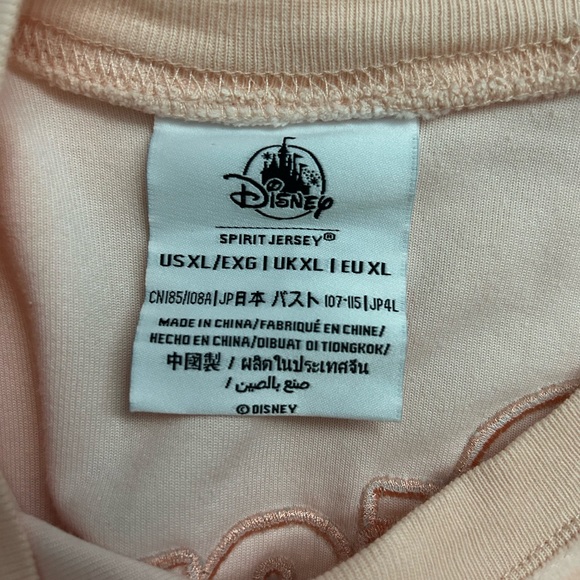 Disney
SPIRIT JERSEY®
US XL/EXG | UK XL | EU XL
CN185/108A | JP日本 バスト 107-115 | JP4L
MADE IN CHINA/FABRIQUÉ EN CHINE/
HECHO EN CHINA/DIBUAT DI TIONGKOK/
中國製 / ผลิตในประเทศจีน
/ صنع بالصين
© DISNEY